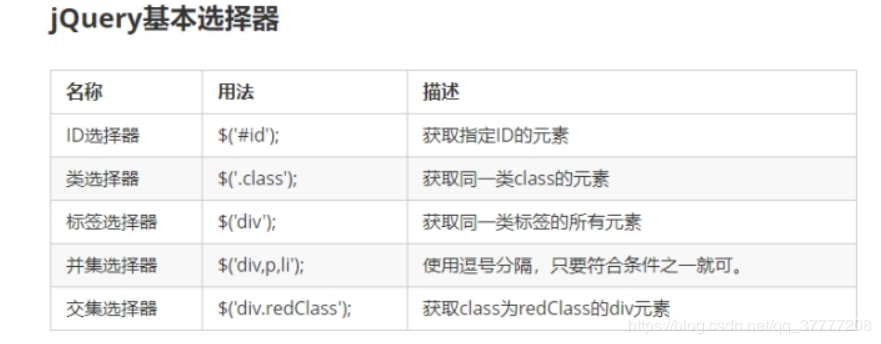 jQuery基本选择器
名称 用法 描述
ID选择器 $('#id'); 获取指定ID的元素
类选择器 $('.class'); 获取同一类class的元素
标签选择器 $('div'); 获取同一类标签的所有元素
并集选择器 $('div,p,li'); 使用逗号分隔，只要符合条件之一就可。
交集选择器 $('div.redClass'); 获取class为redClass的div元素
https://blog.csdn.net/qq_37777208